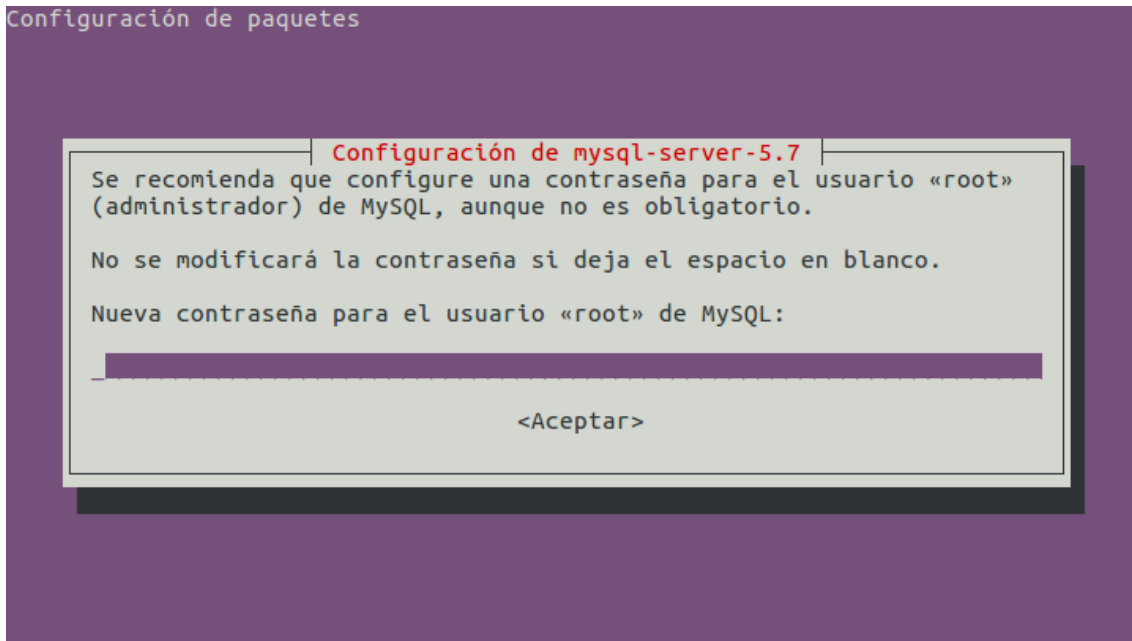 Configuración de paquetes
Configuración de mysql-server-5.7
Se recomienda que configure una contraseña para el usuario «root»
(administrador) de MySQL, aunque no es obligatorio.
No se modificará la contraseña si deja el espacio en blanco.
Nueva contraseña para el usuario «root» de MySQL:
<Aceptar>